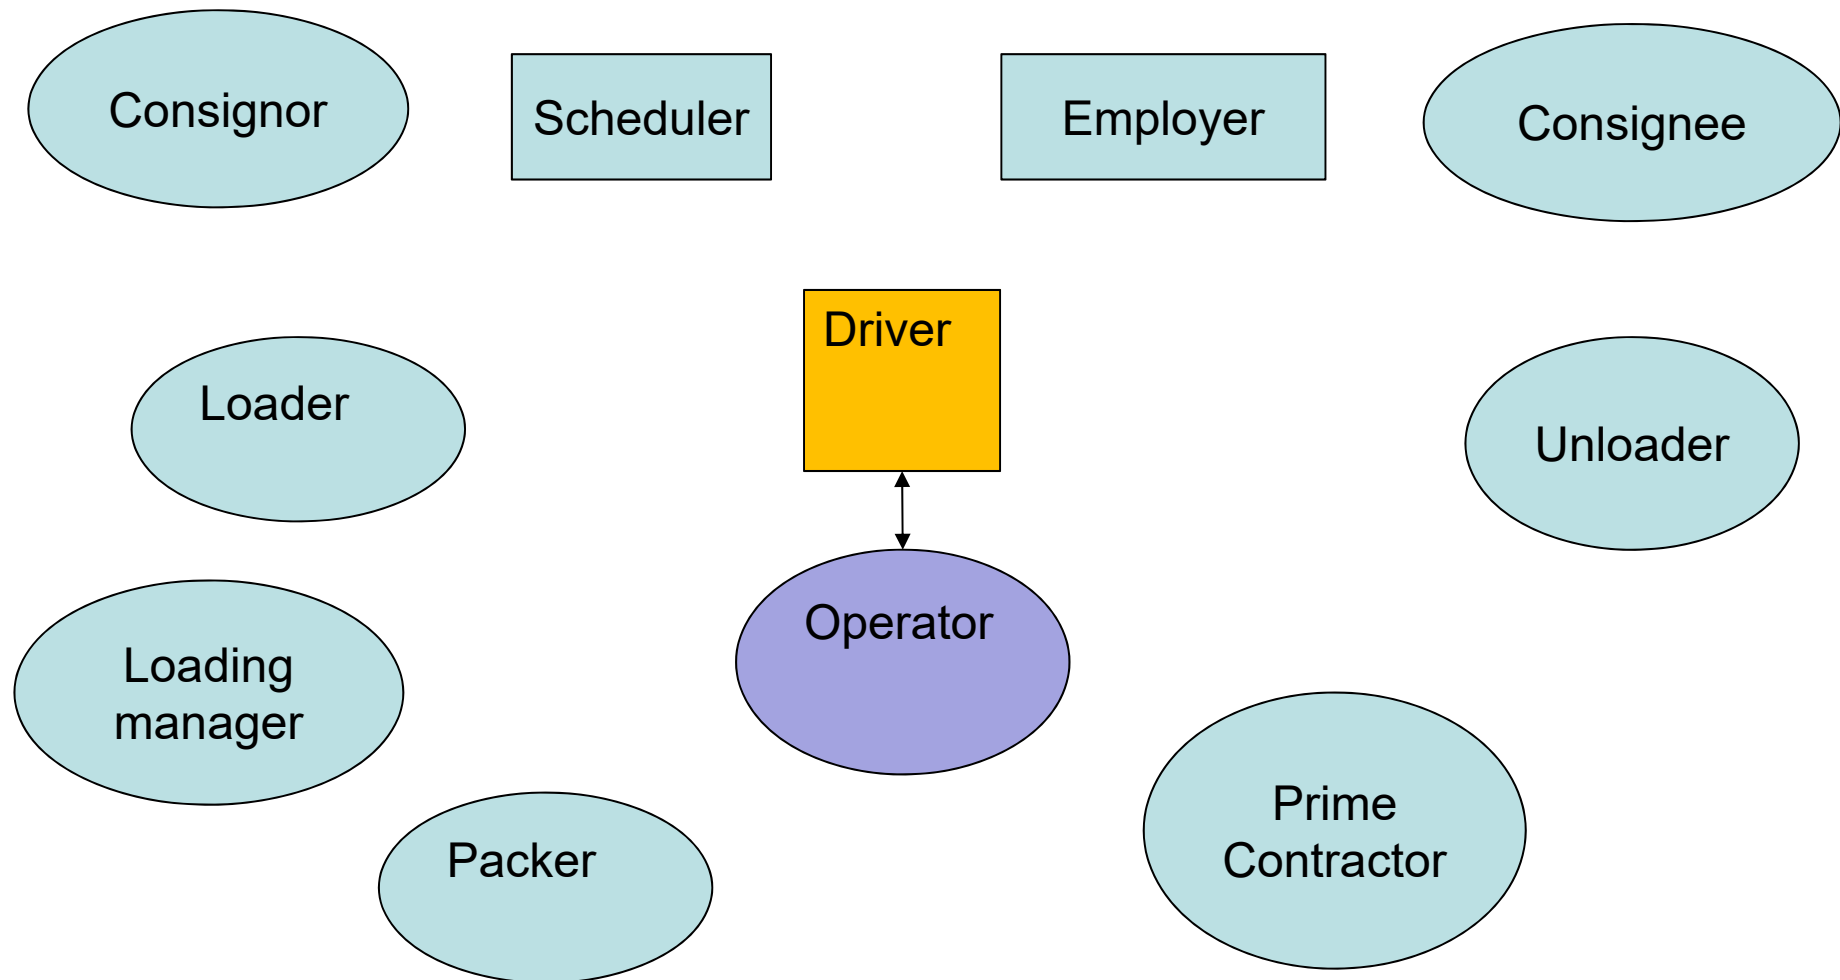 Consignor
Scheduler
Employer
Consignee
Driver
Loader
Unloader
Operator
Loading
manager
Prime
Contractor
Packer